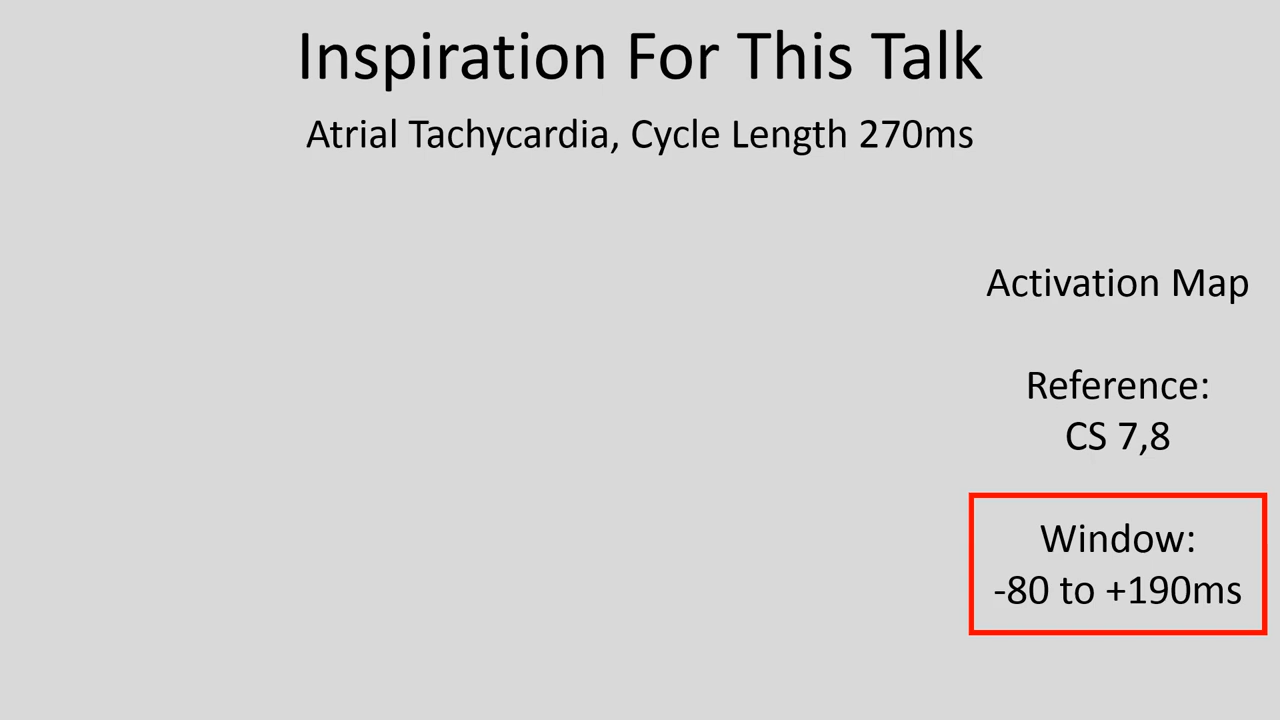 Inspiration For This Talk
Atrial Tachycardia, Cycle Length 270ms
Activation Map
Reference:
CS 7,8
Window:
-80 to +190ms